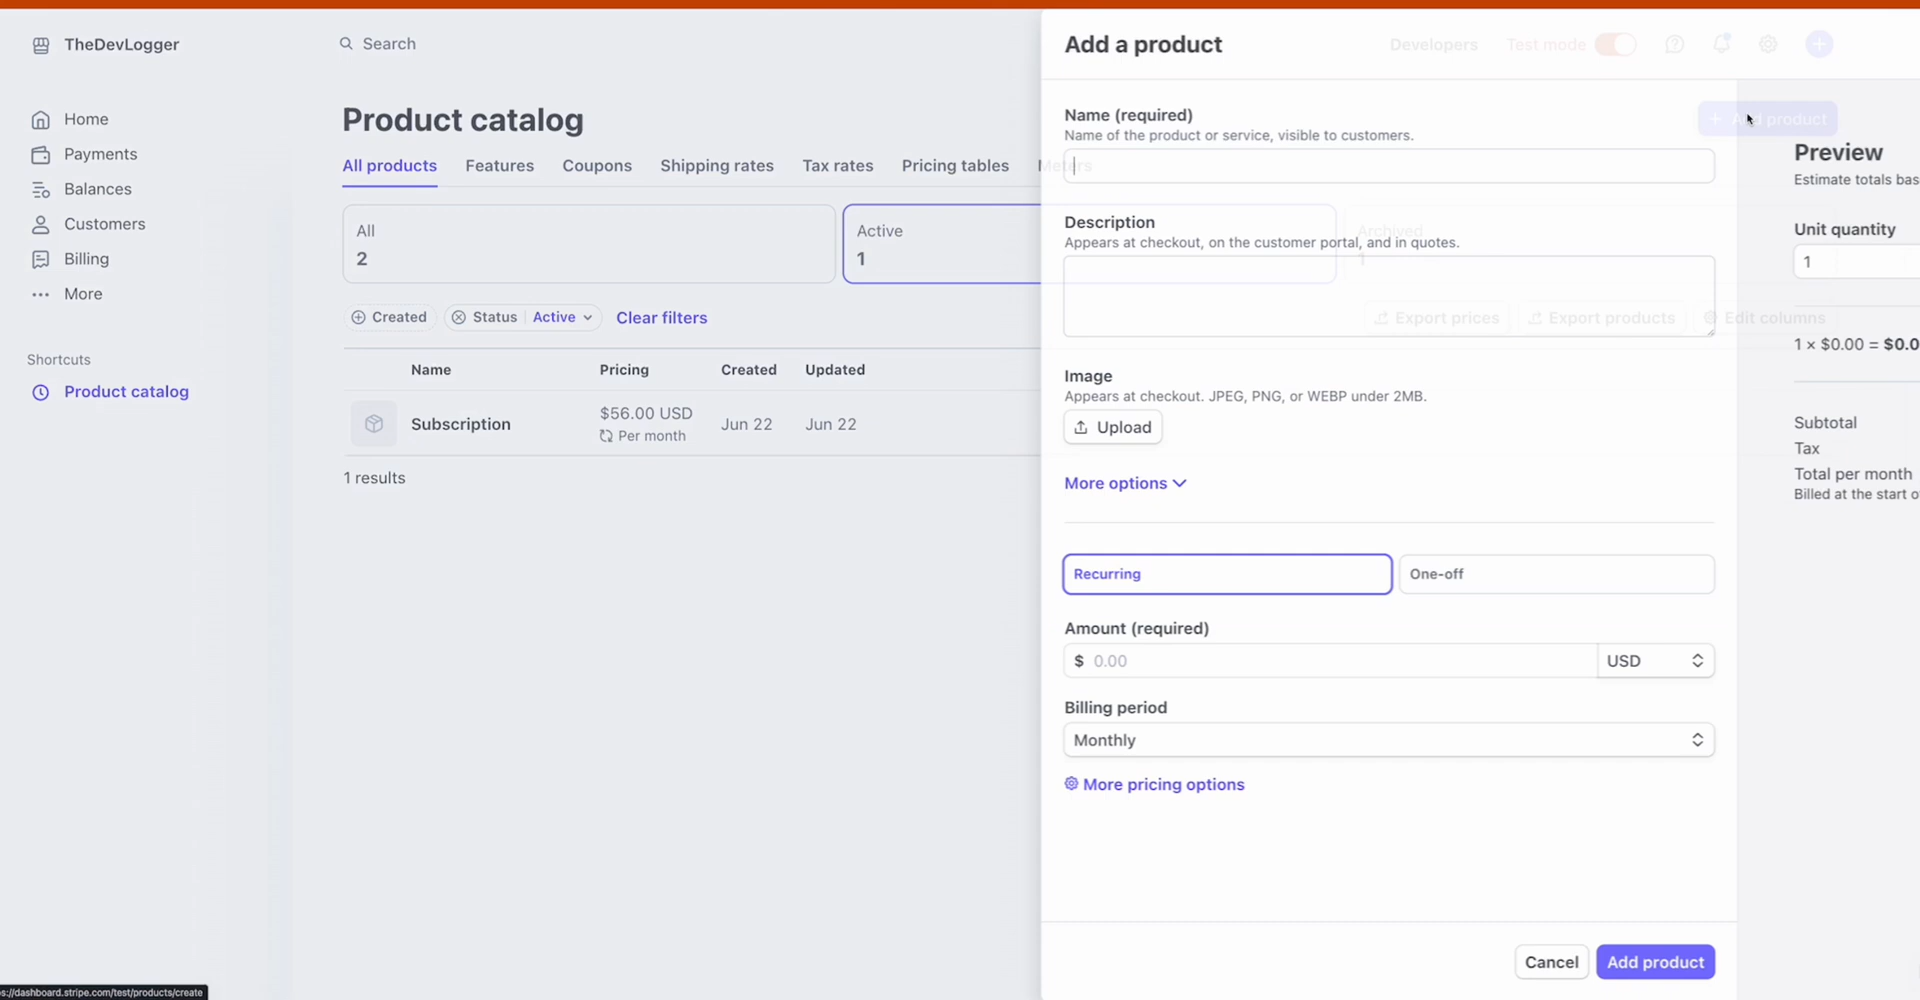 TheDevLogger
Search
Home
Payments
Balances
Customers
Billing
More
Shortcuts
Product catalog
Product catalog
All products
Features
Coupons
Shipping rates
Tax rates
Pricing tables
Meters
All
2
Active
1
Archived
1
Created
Status Active
Clear filters
Export prices
Export products
Edit columns
Name Pricing Created Updated
Subscription $56.00 USD Jun 22 Jun 22
Per month
1 results
Add a product
Developers
Test mode
Add product
Name (required)
Name of the product or service, visible to customers.
Description
Appears at checkout, on the customer portal, and in quotes.
Image
Appears at checkout. JPEG, PNG, or WEBP under 2MB.
Upload
More options
Recurring
One-off
Amount (required)
$ 0.00
USD
Billing period
Monthly
More pricing options
Cancel
Add product
Preview
Estimate totals bas
Unit quantity
1
1 × $0.00 = $0.0
Subtotal
Tax
Total per month
Billed at the start o
s://dashboard.stripe.com/test/products/create